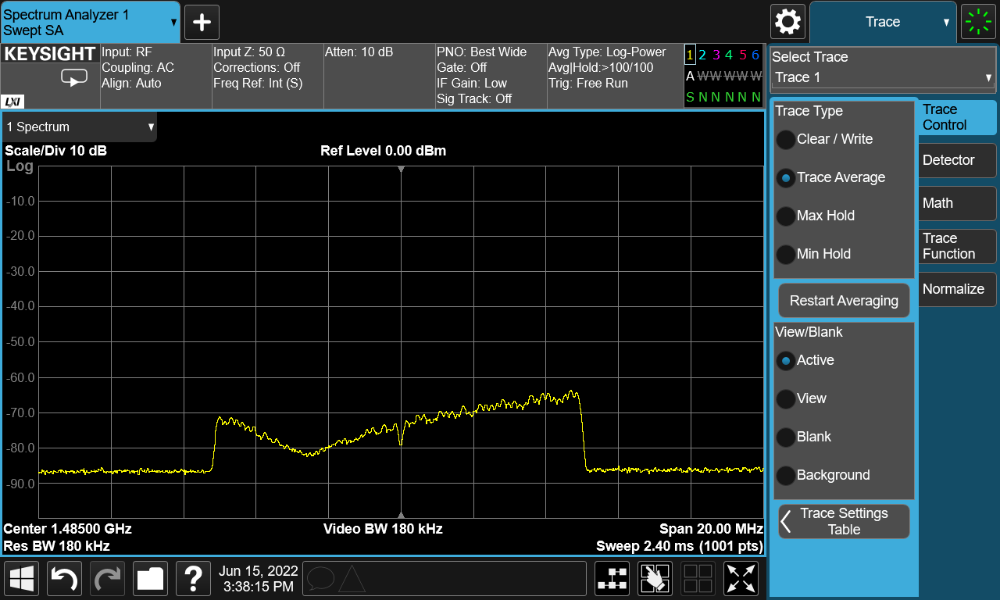 Spectrum Analyzer 1
Swept SA
+
Trace
KEYSIGHT
LXI
Input: RF
Coupling: AC
Align: Auto
Input Z: 50 Ω
Corrections: Off
Freq Ref: Int (S)
Atten: 10 dB
PNO: Best Wide
Gate: Off
IF Gain: Low
Sig Track: Off
Avg Type: Log-Power
Avg|Hold:>100/100
Trig: Free Run
1 2 3 4 5 6
A W W W W W
S N N N N N
Select Trace
Trace 1
1 Spectrum
Scale/Div 10 dB
Ref Level 0.00 dBm
Log
-10.0
-20.0
-30.0
-40.0
-50.0
-60.0
-70.0
-80.0
-90.0
Center 1.48500 GHz
Video BW 180 kHz
Span 20.00 MHz
Res BW 180 kHz
Sweep 2.40 ms (1001 pts)
Trace Type
Clear / Write
Trace Average
Max Hold
Min Hold
Restart Averaging
View/Blank
Active
View
Blank
Background
Trace Settings
Table
Trace
Control
Detector
Math
Trace
Function
Normalize
?
Jun 15, 2022
3:38:15 PM